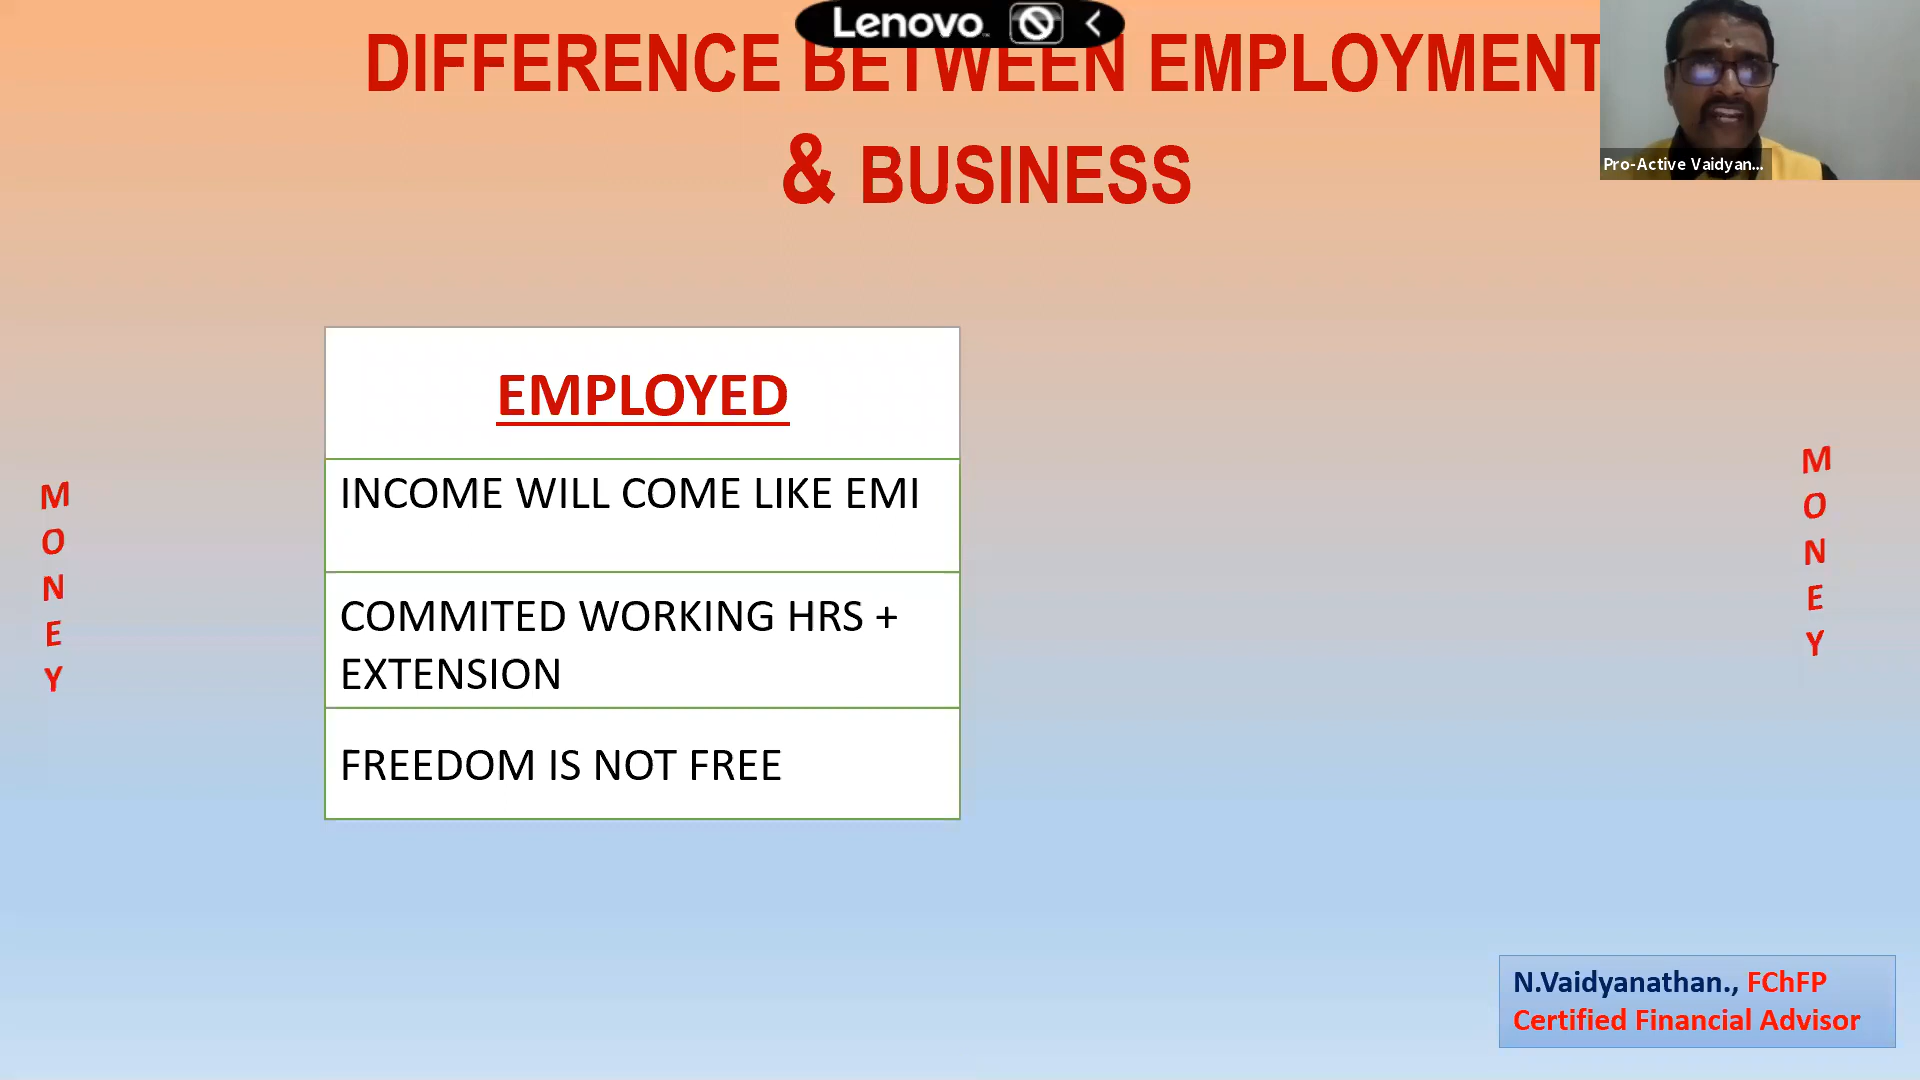 Lenovo
DIFFERENCE BETWEEN EMPLOYMENT
& BUSINESS
Pro-Active Vaidyan...
EMPLOYED
INCOME WILL COME LIKE EMI
COMMITED WORKING HRS +
EXTENSION
FREEDOM IS NOT FREE
M
O
N
E
Y
M
O
N
E
Y
N.Vaidyanathan., FChFP
Certified Financial Advisor